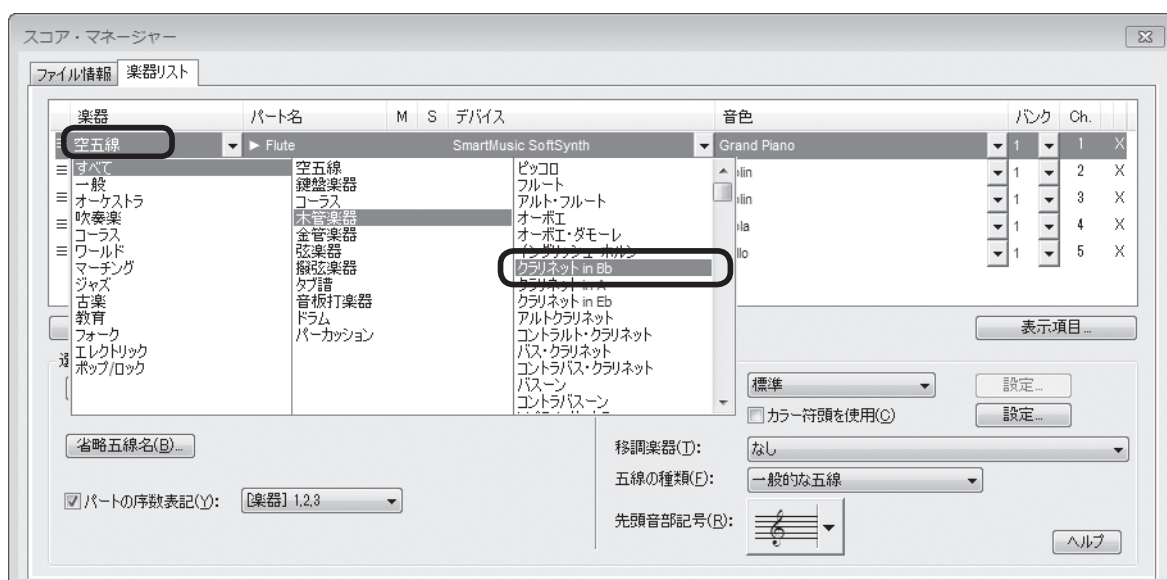 スコア・マネージャー
ファイル情報 楽器リスト
楽器 パート名 M S デバイス 音色 バンク Ch.
空五線 Flute SmartMusic SoftSynth Grand Piano 1 1 X
すべて 空五線 ピッコロ 1 2 X
一般 鍵盤楽器 フルート
オーケストラ コーラス アルト・フルート 1 3 X
吹奏楽 木管楽器 オーボエ
コーラス 金管楽器 オーボエ・ダモーレ 1 4 X
ワールド 弦楽器 イングリッシュ・ホルン 1 5 X
マーチング 撥弦楽器 クラリネット in Bb
ジャズ タブ譜 クラリネット in A
古楽 音板打楽器 クラリネット in Eb
教育 ドラム アルトクラリネット
フォーク パーカッション コントラルト・クラリネット 表示項目...
エレクトリック バス・クラリネット
ポップ/ロック コントラバス・クラリネット
バスーン 標準 設定...
コントラバスーン
カラー符頭を使用(C) 設定...
省略五線名(B)... 移調楽器(T): なし
五線の種類(F): 一般的な五線
パートの序数表記(Y): [楽器] 1,2,3
先頭音部記号(R):
ヘルプ